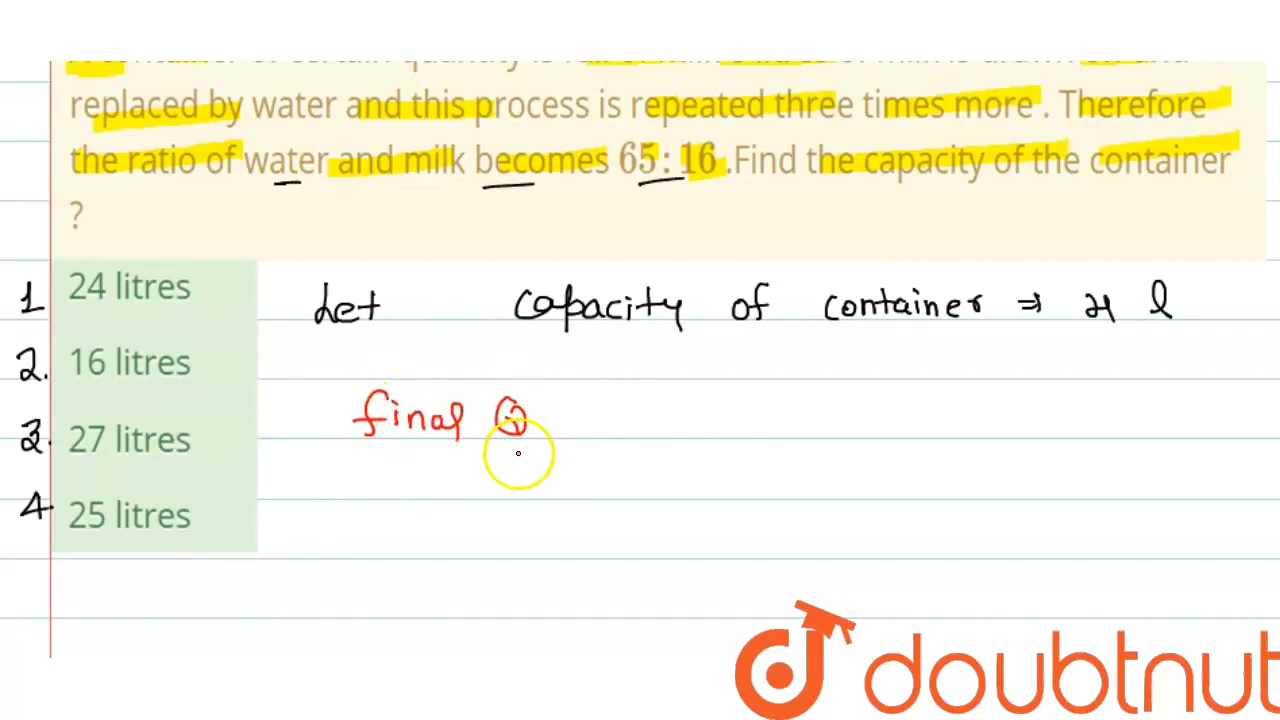 replaced by water and this process is repeated three times more . Therefore
the ratio of water and milk becomes 65 : 16 .Find the capacity of the container
?
1 24 litres
Let capacity of container ⇒ x l
2. 16 litres
final
3. 27 litres
4 25 litres
doubtnut